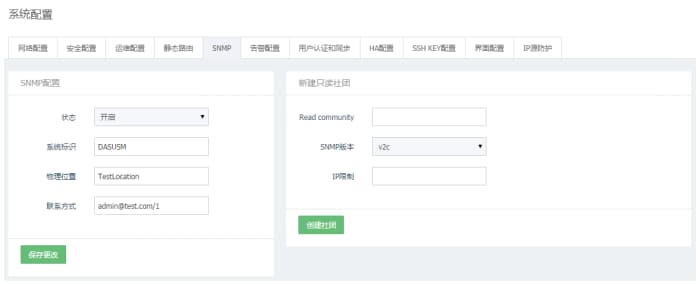 系统配置
网络配置 安全配置 运维配置 静态路由 SNMP 告警配置 用户认证和同步 HA配置 SSH KEY配置 界面配置 IP源防护
SNMP配置
状态 开启
系统标识 DASUSM
物理位置 TestLocation
联系方式 admin@test.com/1
保存更改
新建只读社团
Read community
SNMP版本 v2c
IP限制
创建社团